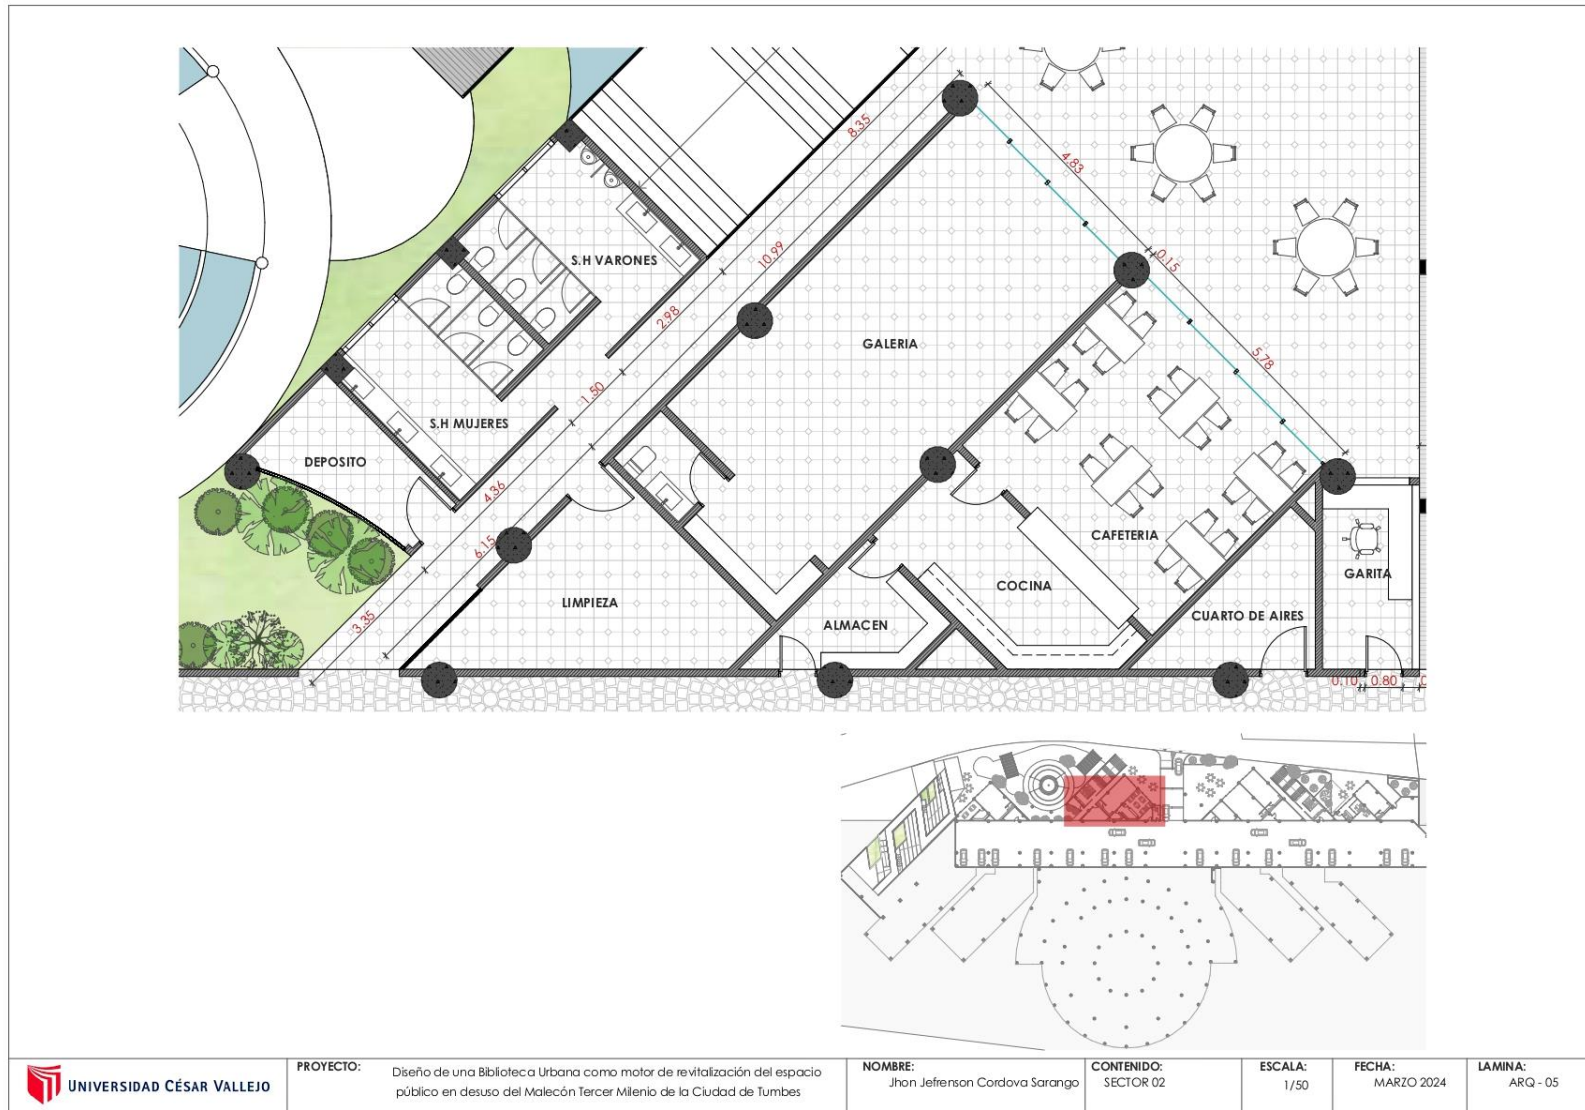 8.35
4.83
10.99
0.15
S.H VARONES
2.98
GALERIA
5.78
1.50
S.H MUJERES
DEPOSITO
4.36
6.15
CAFETERIA
GARITA
COCINA
LIMPIEZA
CUARTO DE AIRES
ALMACEN
3.35
0.10 0.80
UNIVERSIDAD CÉSAR VALLEJO
PROYECTO:
Diseño de una Biblioteca Urbana como motor de revitalización del espacio
público en desuso del Malecón Tercer Milenio de la Ciudad de Tumbes
NOMBRE:
Jhon Jefrenson Cordova Sarango
CONTENIDO:
SECTOR 02
ESCALA:
1/50
FECHA:
MARZO 2024
LAMINA:
ARQ - 05